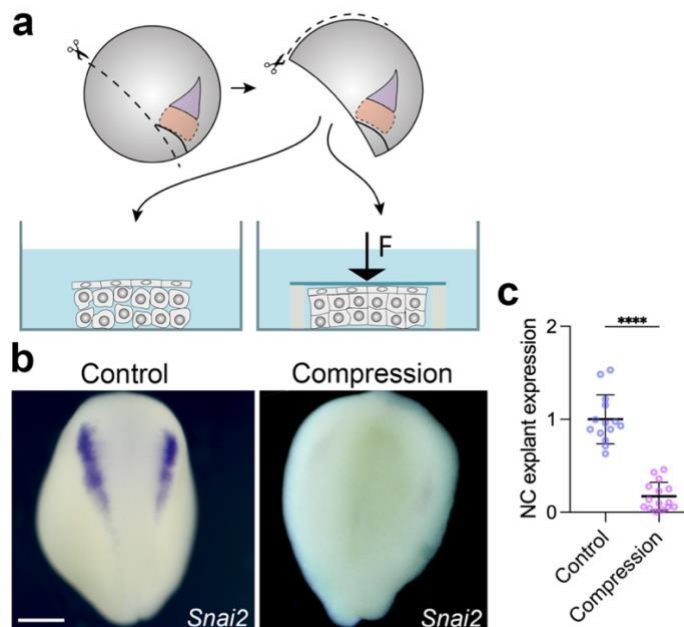 a
F
b
Control
Compression
Snai2
Snai2
c
NC explant expression
2
1
0
****
Control
Compression